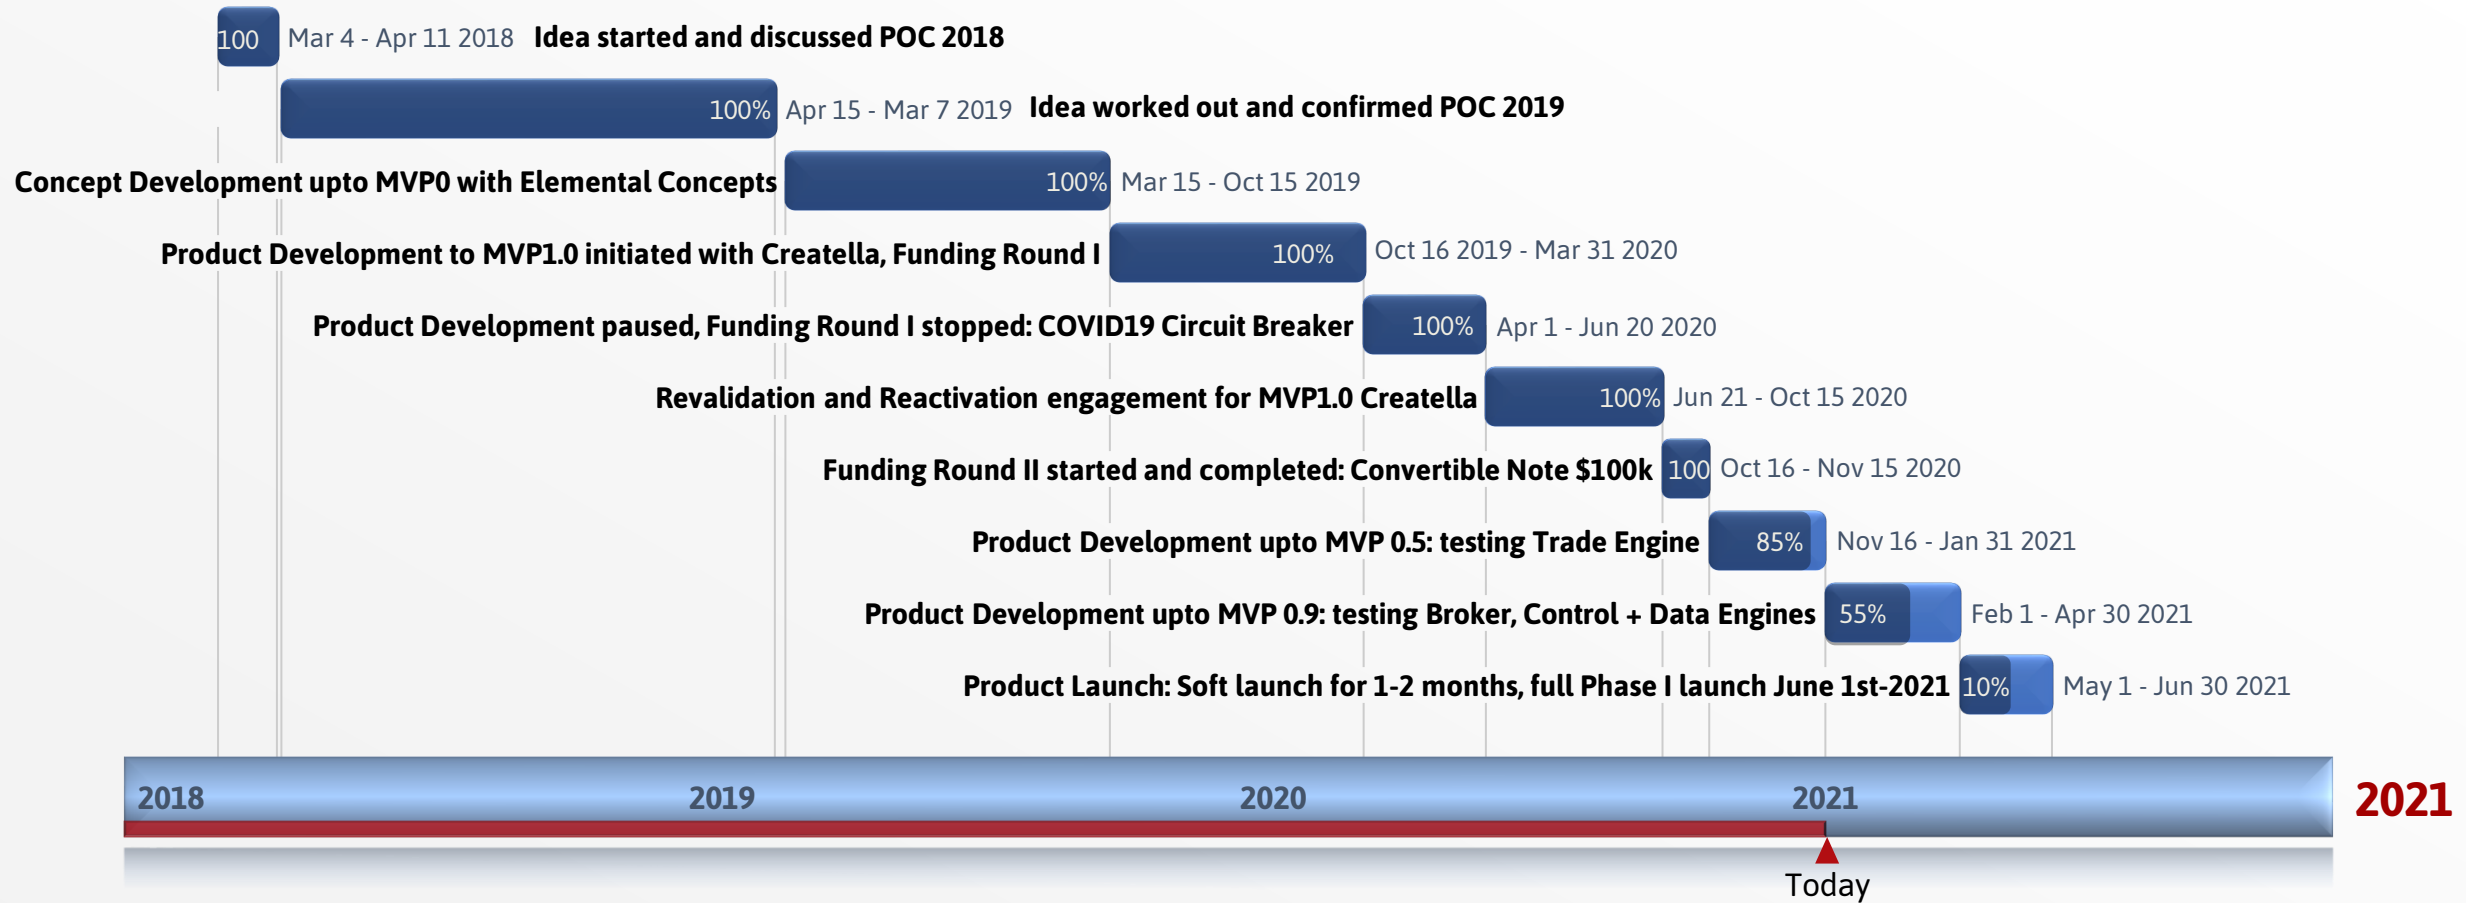 100 Mar 4 - Apr 11 2018 Idea started and discussed POC 2018
100% Apr 15 - Mar 7 2019 Idea worked out and confirmed POC 2019
Concept Development upto MVP0 with Elemental Concepts 100% Mar 15 - Oct 15 2019
Product Development to MVP1.0 initiated with Creatella, Funding Round I 100% Oct 16 2019 - Mar 31 2020
Product Development paused, Funding Round I stopped: COVID19 Circuit Breaker 100% Apr 1 - Jun 20 2020
Revalidation and Reactivation engagement for MVP1.0 Creatella 100% Jun 21 - Oct 15 2020
Funding Round II started and completed: Convertible Note $100k 100 Oct 16 - Nov 15 2020
Product Development upto MVP 0.5: testing Trade Engine 85% Nov 16 - Jan 31 2021
Product Development upto MVP 0.9: testing Broker, Control + Data Engines 55% Feb 1 - Apr 30 2021
Product Launch: Soft launch for 1-2 months, full Phase I launch June 1st-2021 10% May 1 - Jun 30 2021
2018 2019 2020 2021 2021
Today